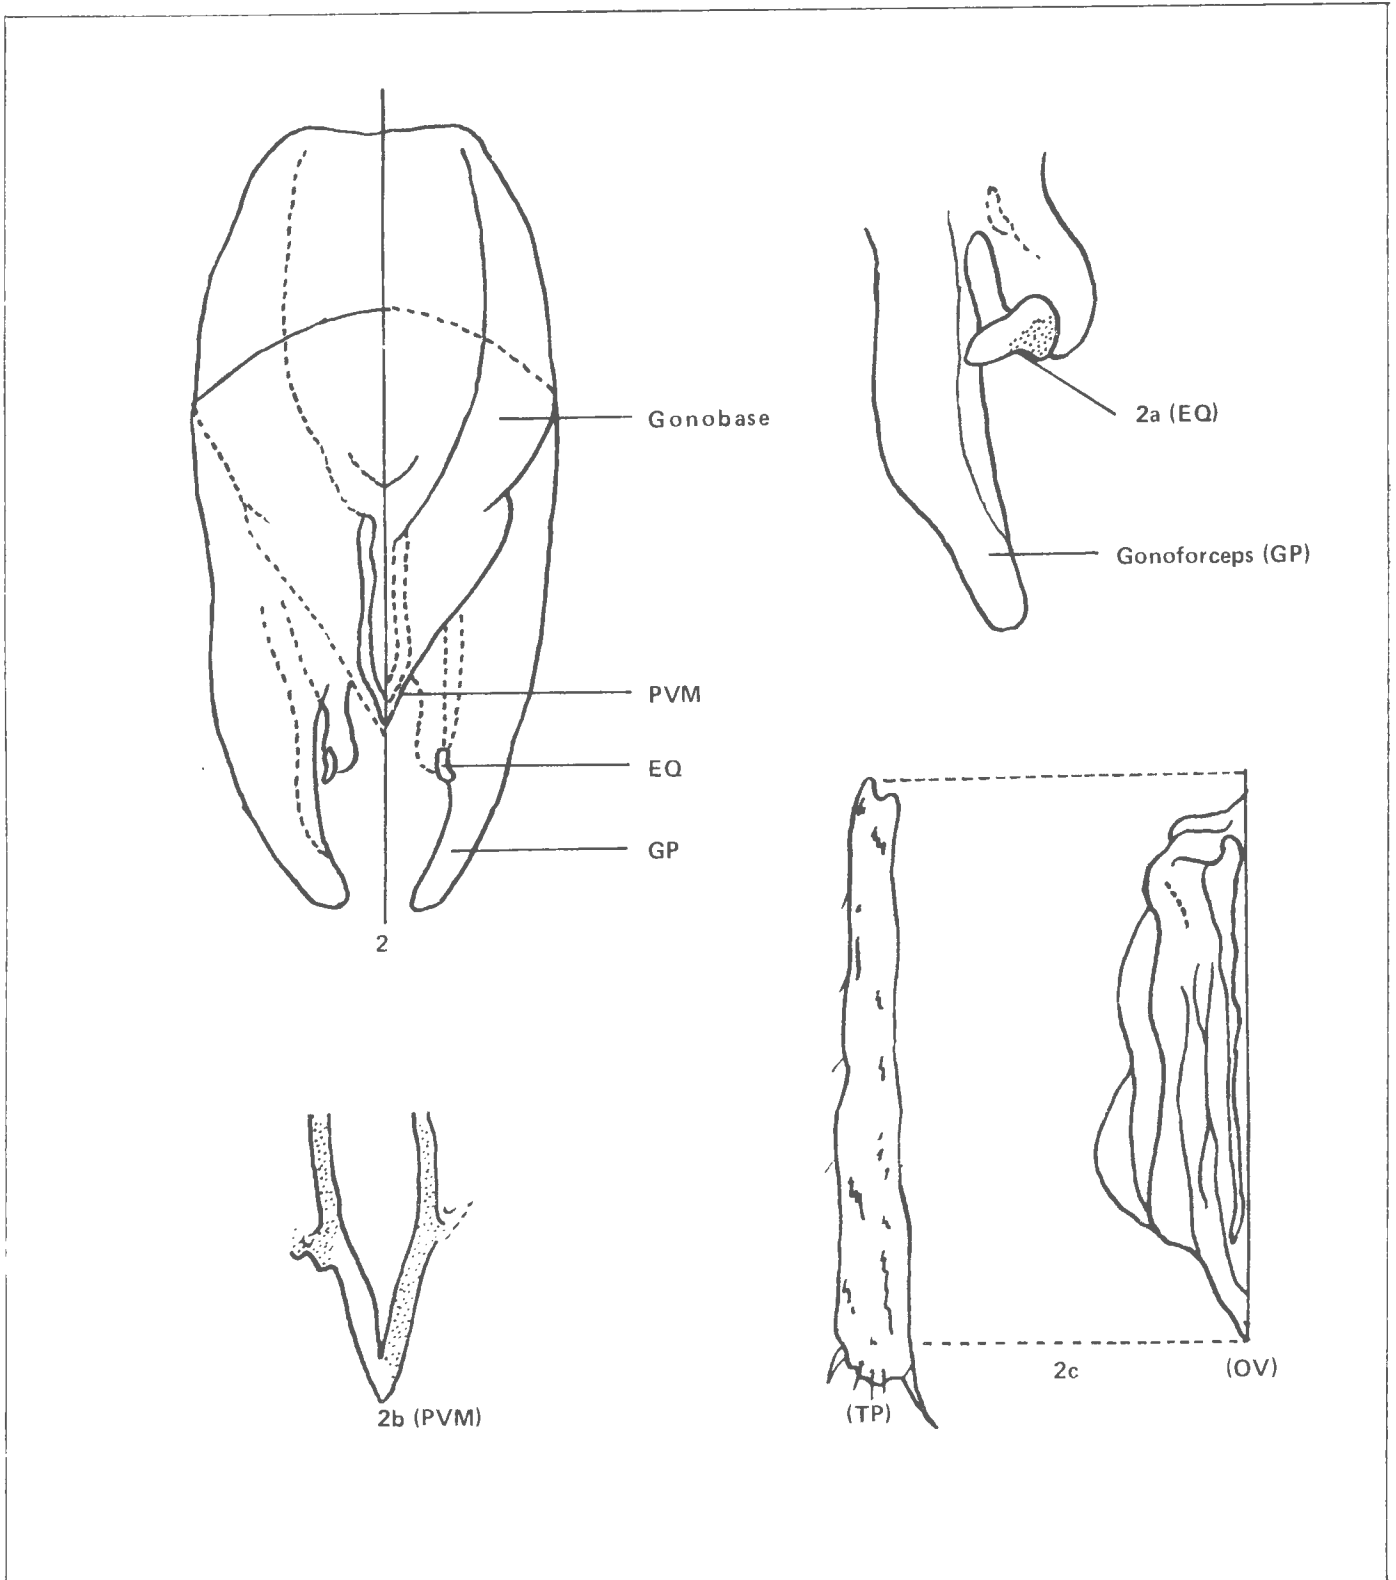 Gonobase
2a (EQ)
Gonoforceps (GP)
PVM
EQ
GP
2
2b (PVM)
2c
(OV)
(TP)